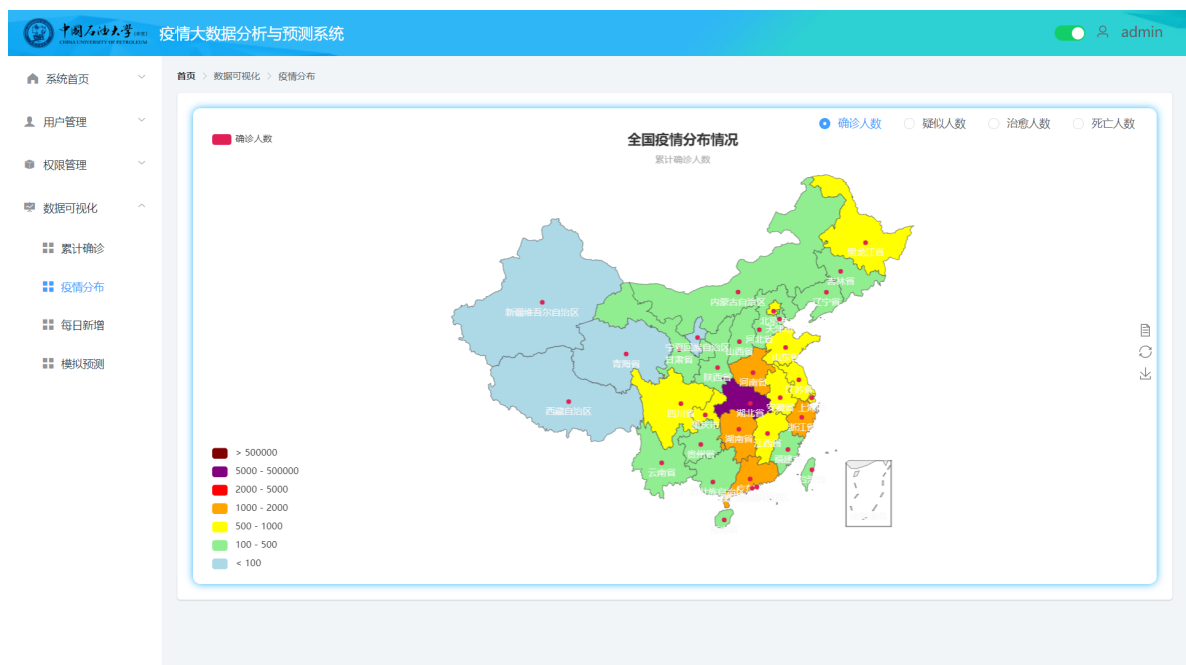 中国石油大学(华东)
CHINA UNIVERSITY OF PETROLEUM
疫情大数据分析与预测系统
admin
系统首页
用户管理
权限管理
数据可视化
累计确诊
疫情分布
每日新增
模拟预测
首页 > 数据可视化 > 疫情分布
确诊人数
确诊人数 疑似人数 治愈人数 死亡人数
全国疫情分布情况
累计确诊人数
黑龙江省
吉林省
辽宁省
内蒙古自治区
新疆维吾尔自治区
河北省
山西省
宁夏回族自治区
山东省
甘肃省
青海省
陕西省
河南省
西藏自治区
四川省
湖北省
重庆市
浙江省
湖南省
江西省
贵州省
云南省
> 500000
5000 - 500000
2000 - 5000
1000 - 2000
500 - 1000
100 - 500
< 100